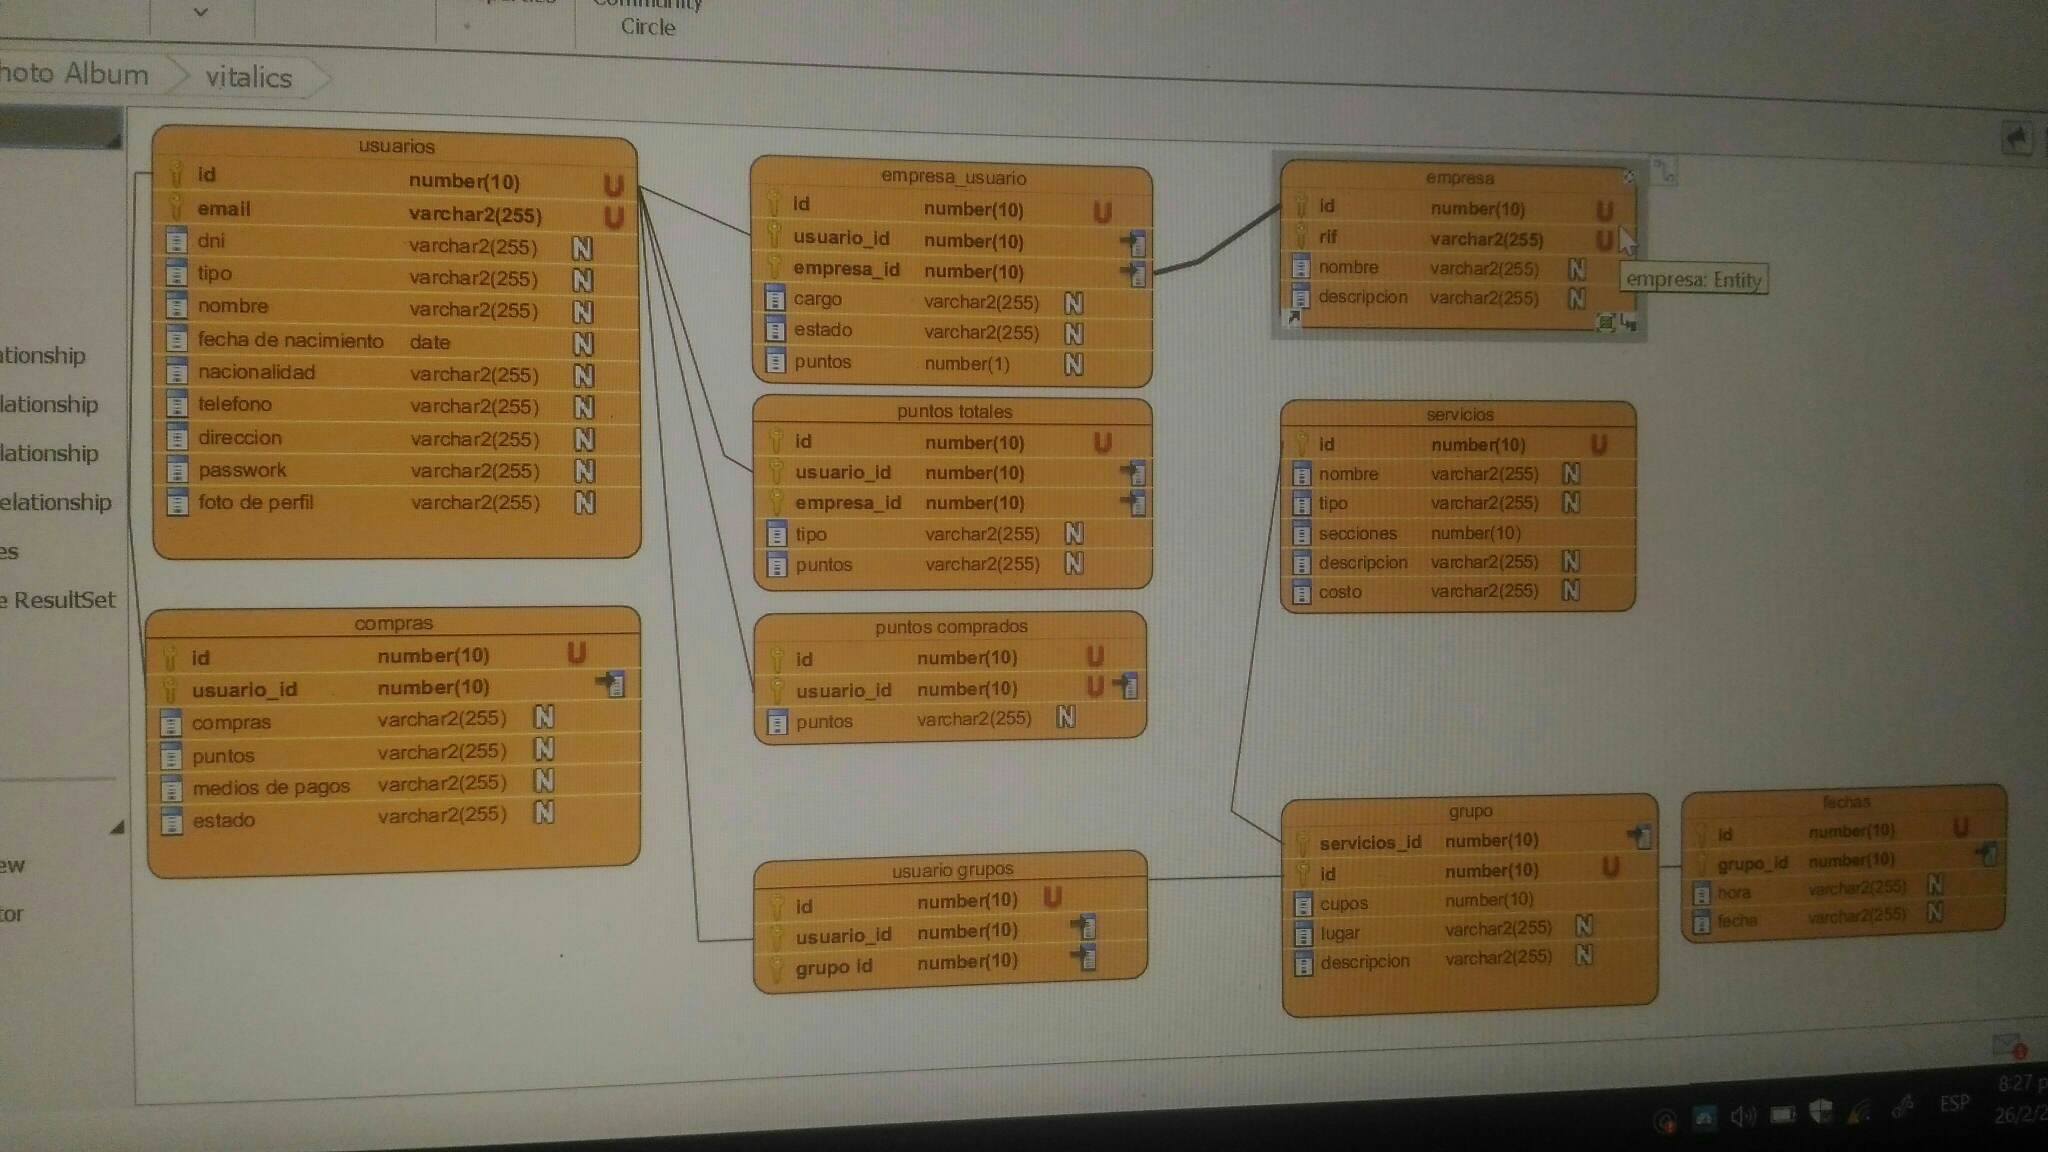 Community
Circle
hoto Album
vitalics
ationship
lationship
lationship
elationship
es
e ResultSet
ew
tor
usuarios
id number(10) U
email varchar2(255) U
dni varchar2(255) N
tipo varchar2(255) N
nombre varchar2(255) N
fecha de nacimiento date N
nacionalidad varchar2(255) N
telefono varchar2(255) N
direccion varchar2(255) N
passwork varchar2(255) N
foto de perfil varchar2(255) N
compras
id number(10) U
usuario_id number(10)
compras varchar2(255) N
puntos varchar2(255) N
medios de pagos varchar2(255) N
estado varchar2(255) N
empresa_usuario
id number(10) U
usuario_id number(10)
empresa_id number(10)
cargo varchar2(255) N
estado varchar2(255) N
puntos number(1) N
puntos totales
id number(10) U
usuario_id number(10)
empresa_id number(10)
tipo varchar2(255) N
puntos varchar2(255) N
puntos comprados
id number(10) U
usuario_id number(10) U
puntos varchar2(255) N
usuario grupos
id number(10) U
usuario_id number(10)
grupo id number(10)
empresa
id number(10) U
rif varchar2(255) U
nombre varchar2(255) N
descripcion varchar2(255) N
empresa: Entity
servicios
id number(10) U
nombre varchar2(255) N
tipo varchar2(255) N
secciones number(10)
descripcion varchar2(255) N
costo varchar2(255) N
grupo
servicios_id number(10)
id number(10) U
cupos number(10)
lugar varchar2(255) N
descripcion varchar2(255) N
fechas
id number(10) U
grupo_id number(10)
hora varchar2(255) N
fecha varchar2(255) N
ESP
8:27 p
26/2/2